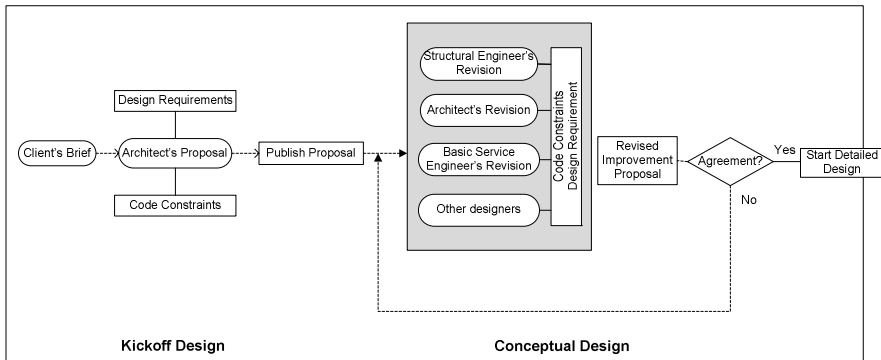 Client's Brief
Design Requirements
Architect's Proposal
Code Constraints
Publish Proposal
Structural Engineer's
Revision
Architect's Revision
Basic Service
Engineer's Revision
Other designers
Code Constraints
Design Requirement
Revised
Improvement
Proposal
Agreement?
Yes
No
Start Detailed
Design
Kickoff Design
Conceptual Design